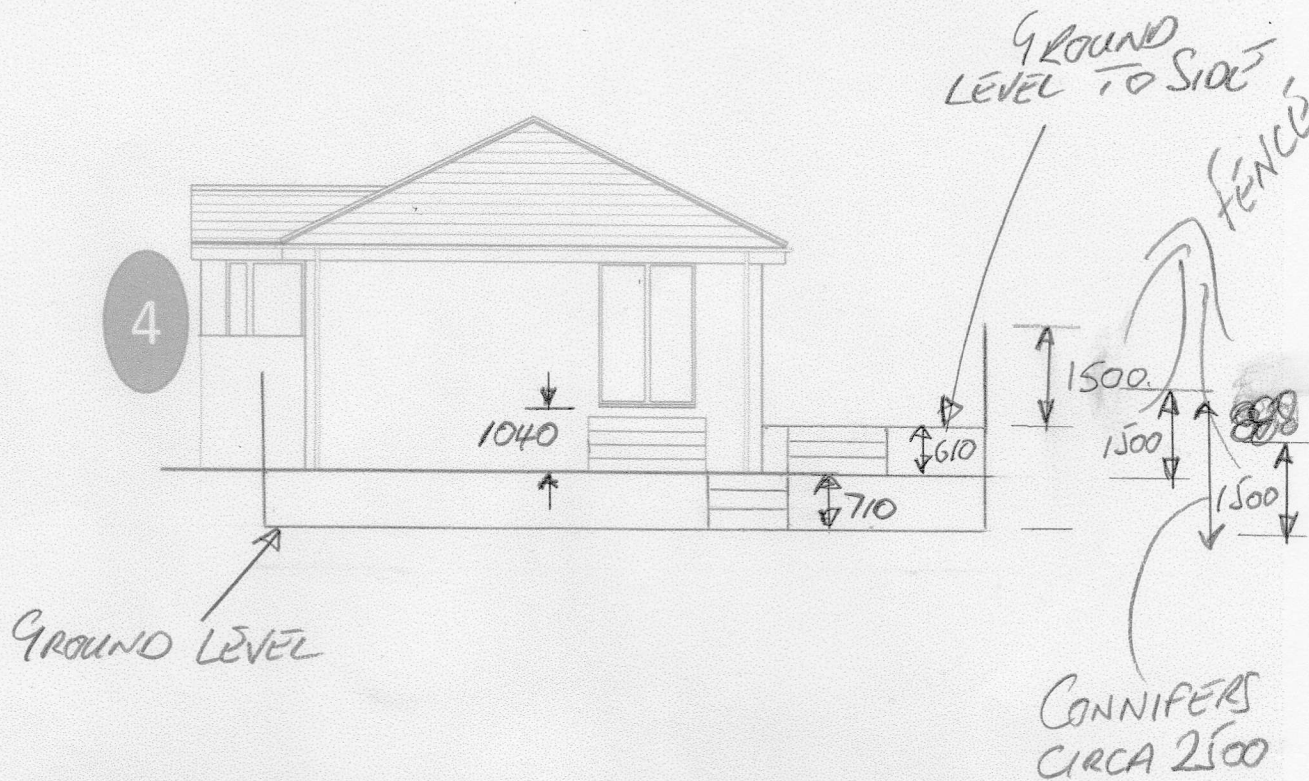 GROUND
LEVEL TO SIDE
FENCE
4
1500
1040
610
1500
1500
710
GROUND LEVEL
CONNIFERS
CIRCA 2500